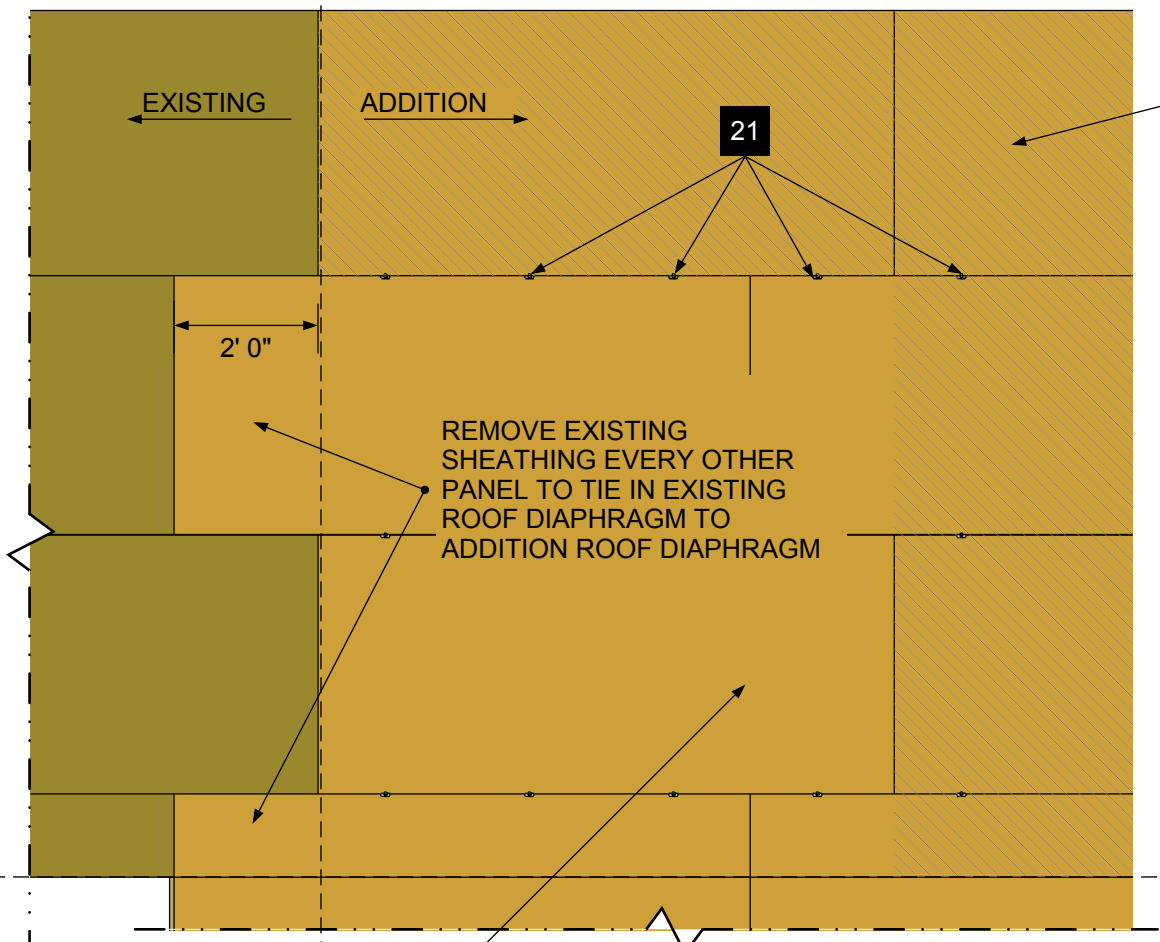 EXISTING
ADDITION
21
2' 0"
REMOVE EXISTING
SHEATHING EVERY OTHER
PANEL TO TIE IN EXISTING
ROOF DIAPHRAGM TO
ADDITION ROOF DIAPHRAGM